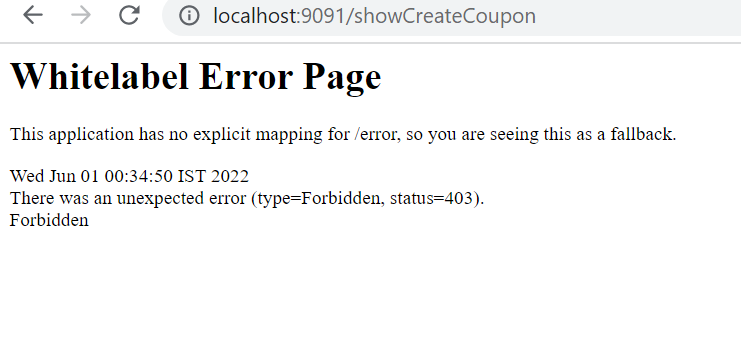 localhost:9091/showCreateCoupon
Whitelabel Error Page
This application has no explicit mapping for /error, so you are seeing this as a fallback.
Wed Jun 01 00:34:50 IST 2022
There was an unexpected error (type=Forbidden, status=403).
Forbidden